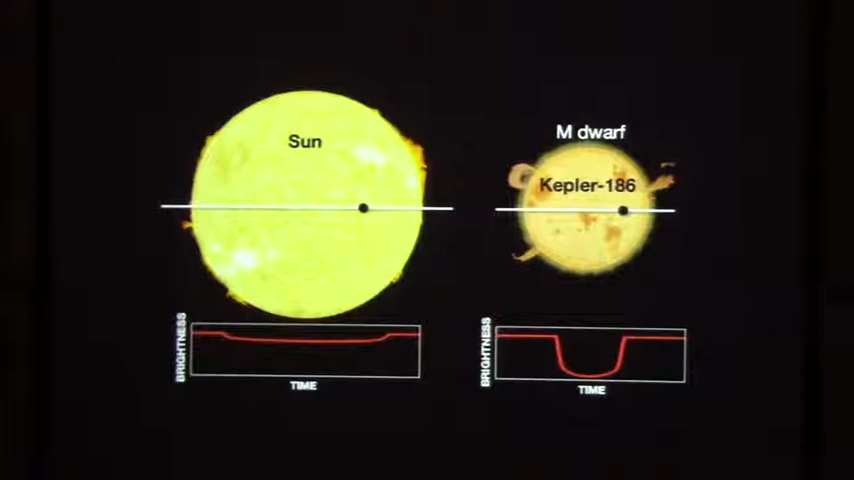 Sun
M dwarf
Kepler-186
BRIGHTNESS
TIME
BRIGHTNESS
TIME